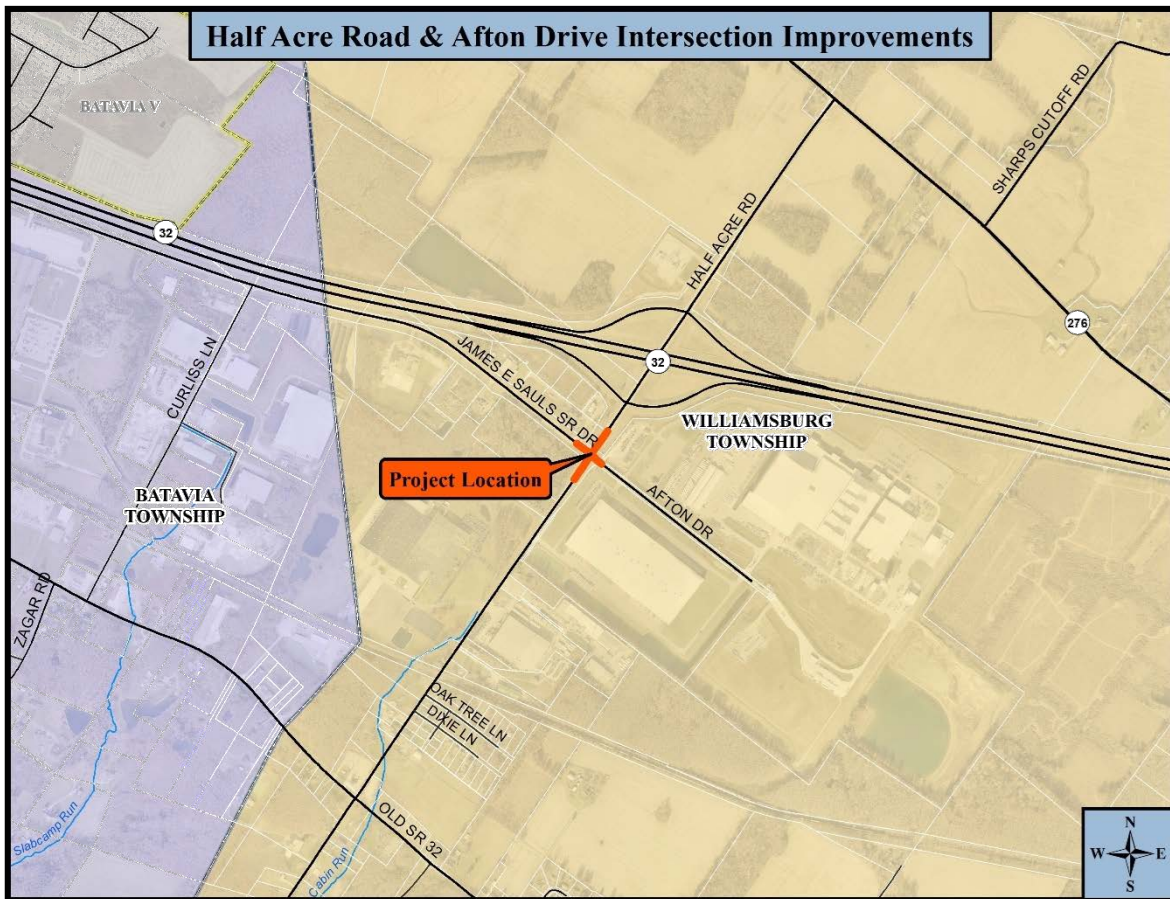 Half Acre Road & Afton Drive Intersection Improvements
BATAVIA V
SHARPS CUTOFF RD
32
HALF ACRE RD
276
CURLISS LN
JAMES E SAULS SR DR
32
WILLIAMSBURG
TOWNSHIP
Project Location
BATAVIA
TOWNSHIP
AFTON DR
ZAGAR RD
OAK TREE LN
DIXIE LN
OLD SR 32
Slabcamp Run
Cabin Run
N
W
E
S